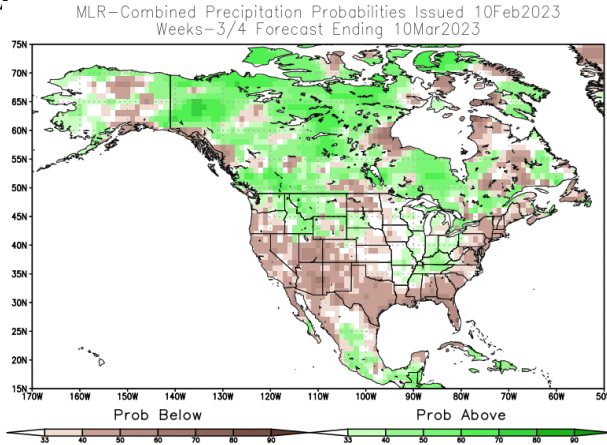 MLR-Combined Precipitation Probabilities Issued 10Feb2023
Weeks-3/4 Forecast Ending 10Mar2023
75N
70N
65N
60N
55N
50N
45N
40N
35N
30N
25N
20N
15N
170W 160W 150W 140W 130W 120W 110W 100W 90W 80W 70W 60W 50
Prob Below Prob Above
33 40 50 60 70 80 90 33 40 50 60 70 80 90